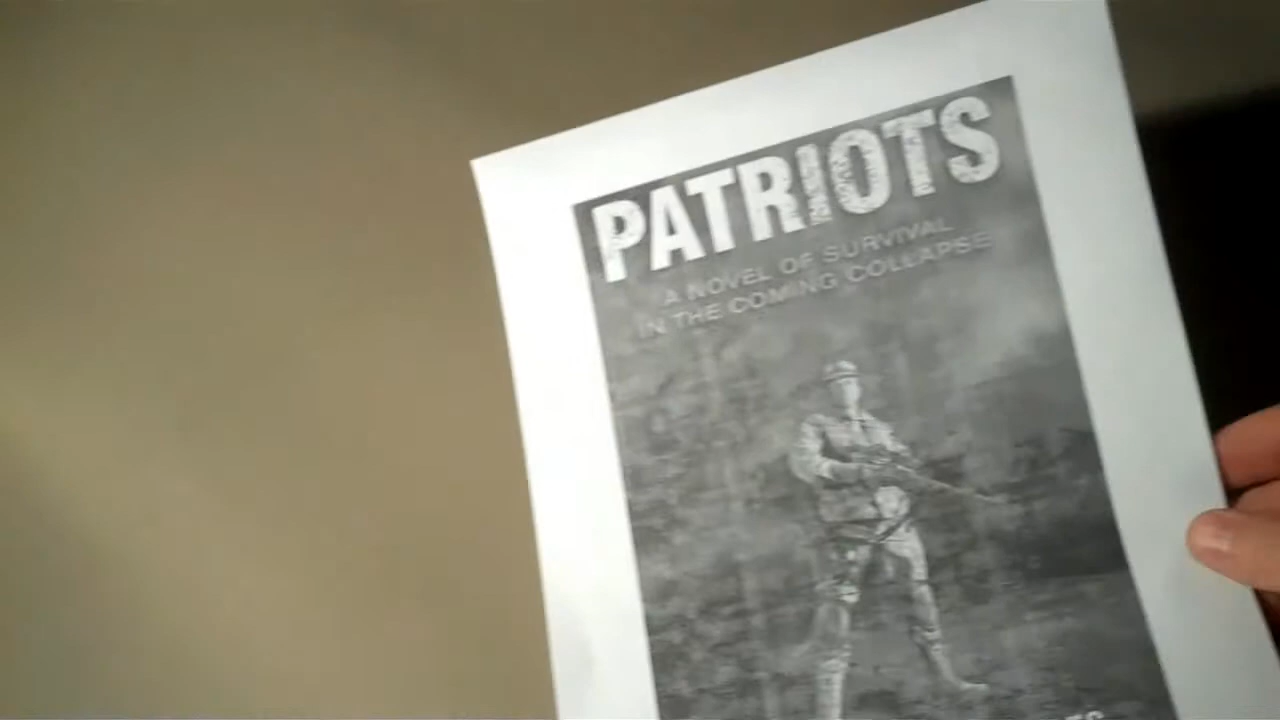 PATRIOTS
A NOVEL OF SURVIVAL
IN THE COMING COLLAPSE